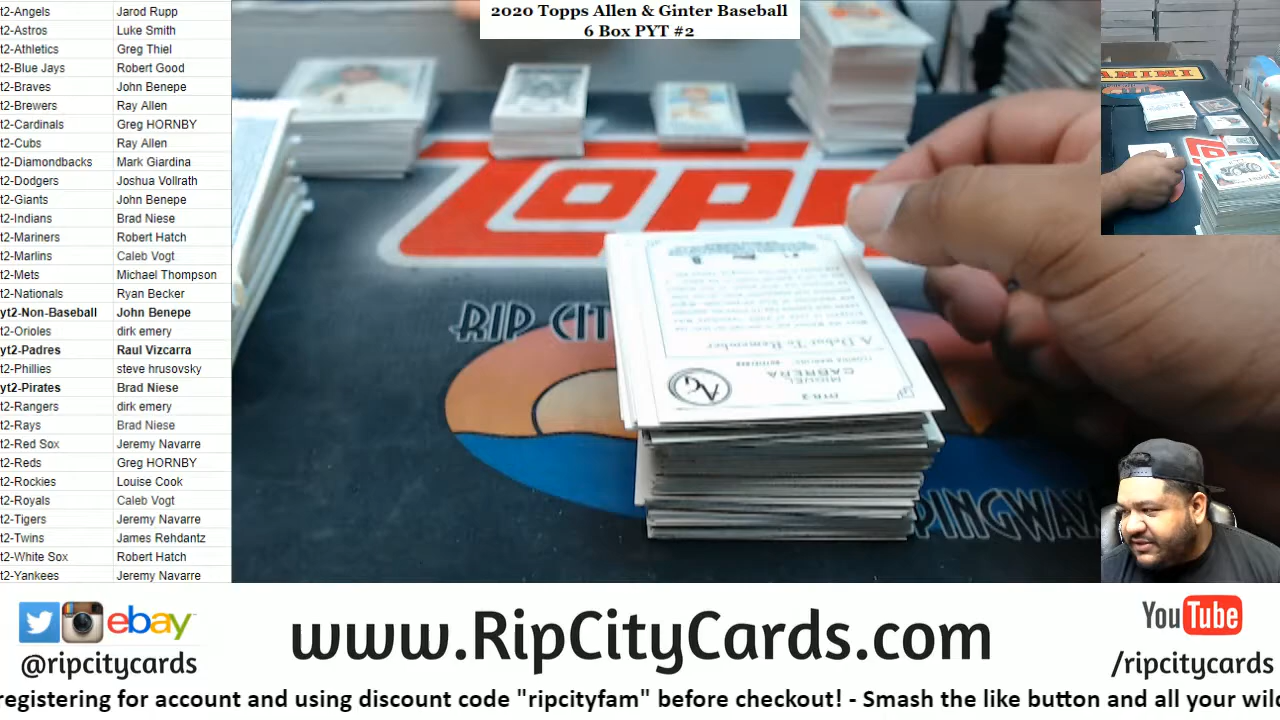 2020 Topps Allen & Ginter Baseball
6 Box PYT #2
t2-Angels Jarod Rupp
t2-Astros Luke Smith
t2-Athletics Greg Thiel
t2-Blue Jays Robert Good
t2-Braves John Benepe
t2-Brewers Ray Allen
t2-Cardinals Greg HORNBY
t2-Cubs Ray Allen
t2-Diamondbacks Mark Giardina
t2-Dodgers Joshua Vollrath
t2-Giants John Benepe
t2-Indians Brad Niese
t2-Mariners Robert Hatch
t2-Marlins Caleb Vogt
t2-Mets Michael Thompson
t2-Nationals Ryan Becker
yt2-Non-Baseball John Benepe
t2-Orioles dirk emery
yt2-Padres Raul Vizcarra
t2-Phillies steve hrusovsky
yt2-Pirates Brad Niese
t2-Rangers dirk emery
t2-Rays Brad Niese
t2-Red Sox Jeremy Navarre
t2-Reds Greg HORNBY
t2-Rockies Louise Cook
t2-Royals Caleb Vogt
t2-Tigers Jeremy Navarre
t2-Twins James Rehdantz
t2-White Sox Robert Hatch
t2-Yankees Jeremy Navarre
topp
RIP CIT
PINGWAX
A Debut To Remember
MIGUEL
CABRERA
DTR-2
AG
ebay
@ripcitycards
www.RipCityCards.com
YouTube
/ripcitycards
registering for account and using discount code "ripcityfam" before checkout! - Smash the like button and all your wild